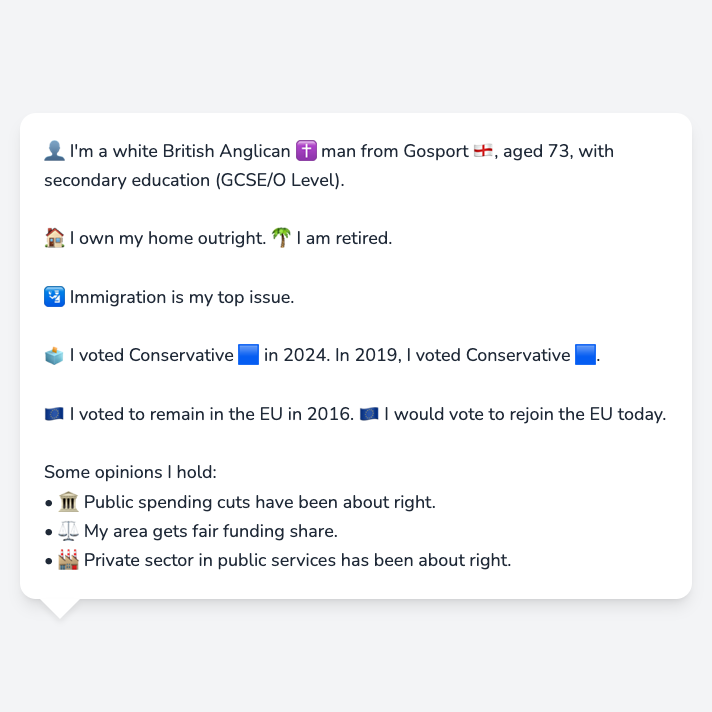 👤 I'm a white British Anglican ✝️ man from Gosport 🏴󠁧󠁢󠁥󠁮󠁧󠁿, aged 73, with
secondary education (GCSE/O Level).
🏠 I own my home outright. 🌴 I am retired.
🛂 Immigration is my top issue.
🗳️ I voted Conservative 🟦 in 2024. In 2019, I voted Conservative 🟦.
🇪🇺 I voted to remain in the EU in 2016. 🇪🇺 I would vote to rejoin the EU today.
Some opinions I hold:
• 🏛️ Public spending cuts have been about right.
• ⚖️ My area gets fair funding share.
• 🏭 Private sector in public services has been about right.